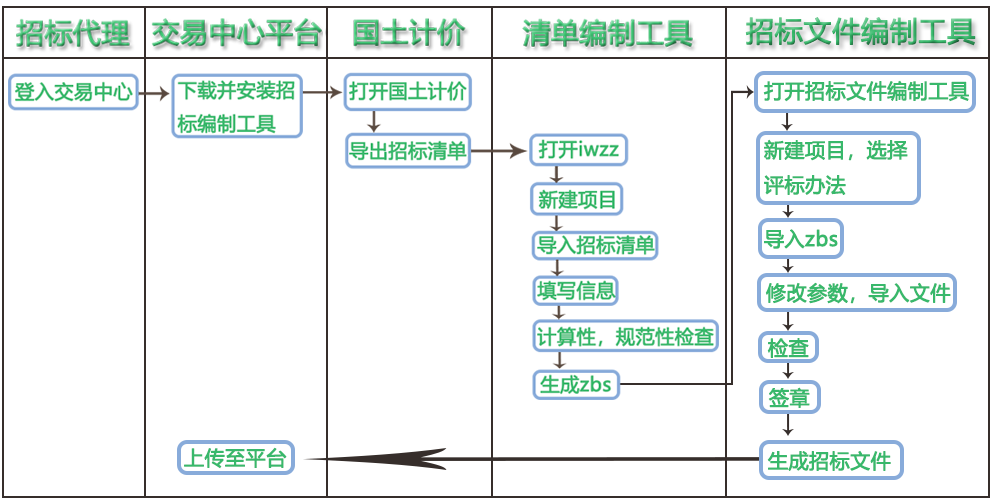 招标代理
交易中心平台
国土计价
清单编制工具
招标文件编制工具
登入交易中心
下载并安装招
标编制工具
打开国土计价
导出招标清单
打开iwzz
新建项目
导入招标清单
填写信息
计算性，规范性检查
生成zbs
打开招标文件编制工具
新建项目，选择
评标办法
导入zbs
修改参数，导入文件
检查
签章
生成招标文件
上传至平台